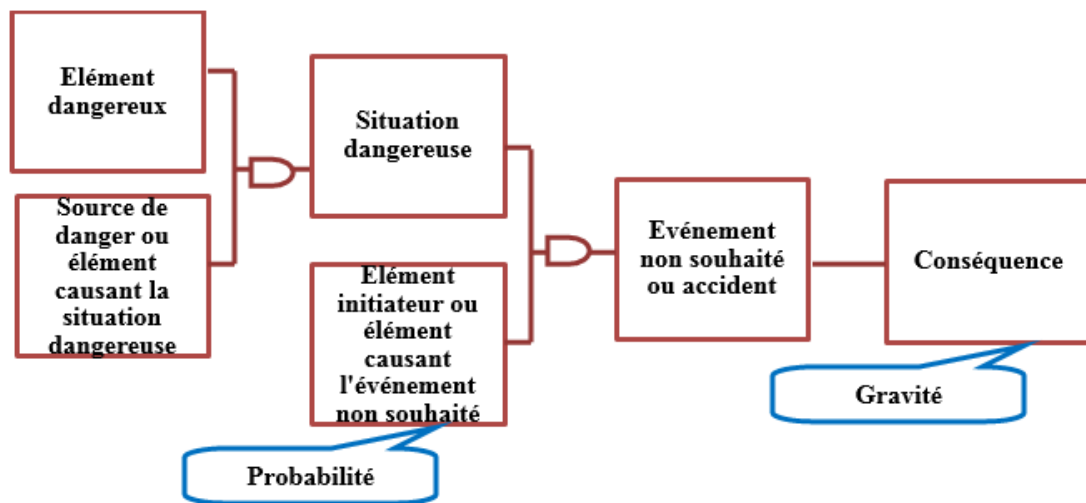 Elément
dangereux
Source de
danger ou
élément
causant la
situation
dangereuse
Situation
dangereuse
Elément
initiateur ou
élément
causant
l'événement
non souhaité
Probabilité
Evénement
non souhaité
ou accident
Conséquence
Gravité